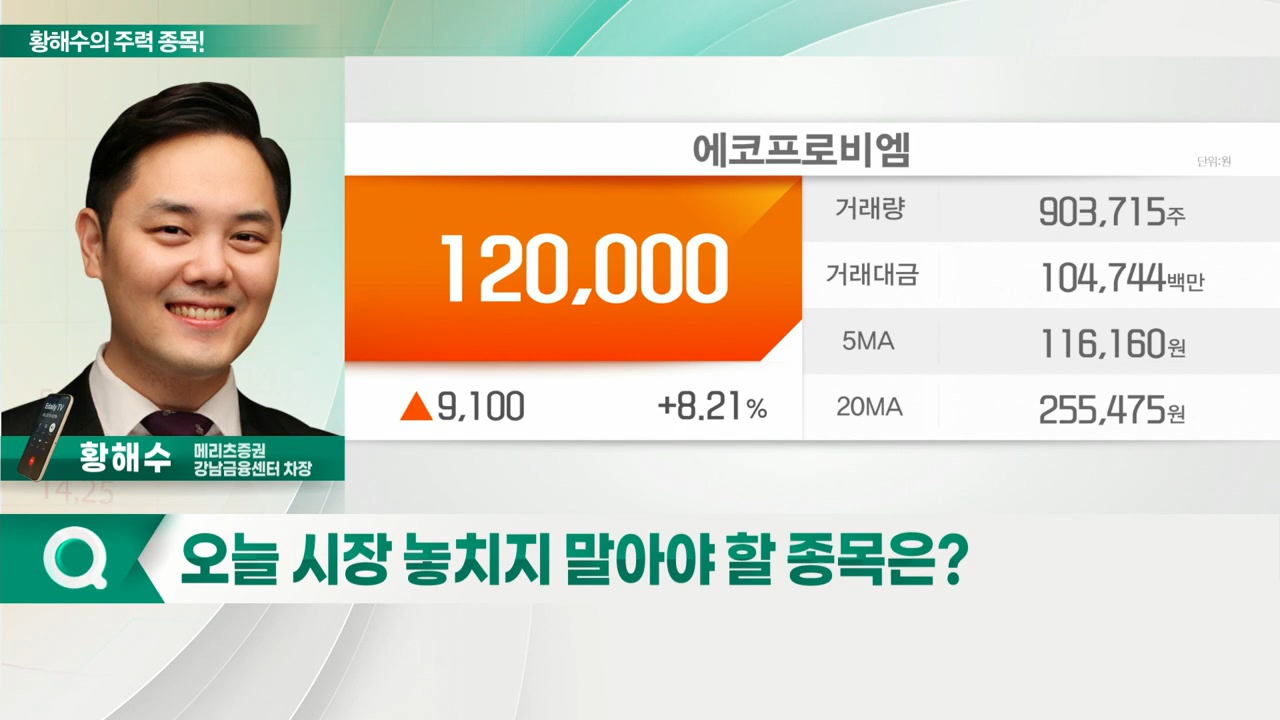 황해수의 주력 종목!
에코프로비엠
단위:원
120,000
▲9,100 +8.21%
거래량 903,715주
거래대금 104,744백만
5MA 116,160원
20MA 255,475원
Edaily TV
황해수 메리츠증권
강남금융센터 차장
14.25
오늘 시장 놓치지 말아야 할 종목은?